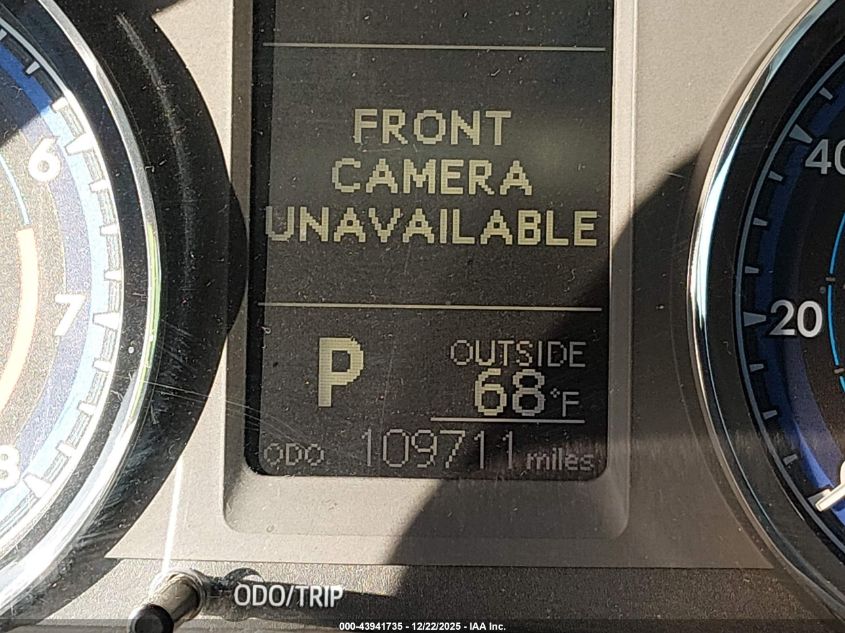 FRONT
CAMERA
UNAVAILABLE
P
OUTSIDE
68°F
ODO 109711 miles
6
7
8
40
20
ODO/TRIP
000-43941735 - 12/22/2025 - IAA Inc.